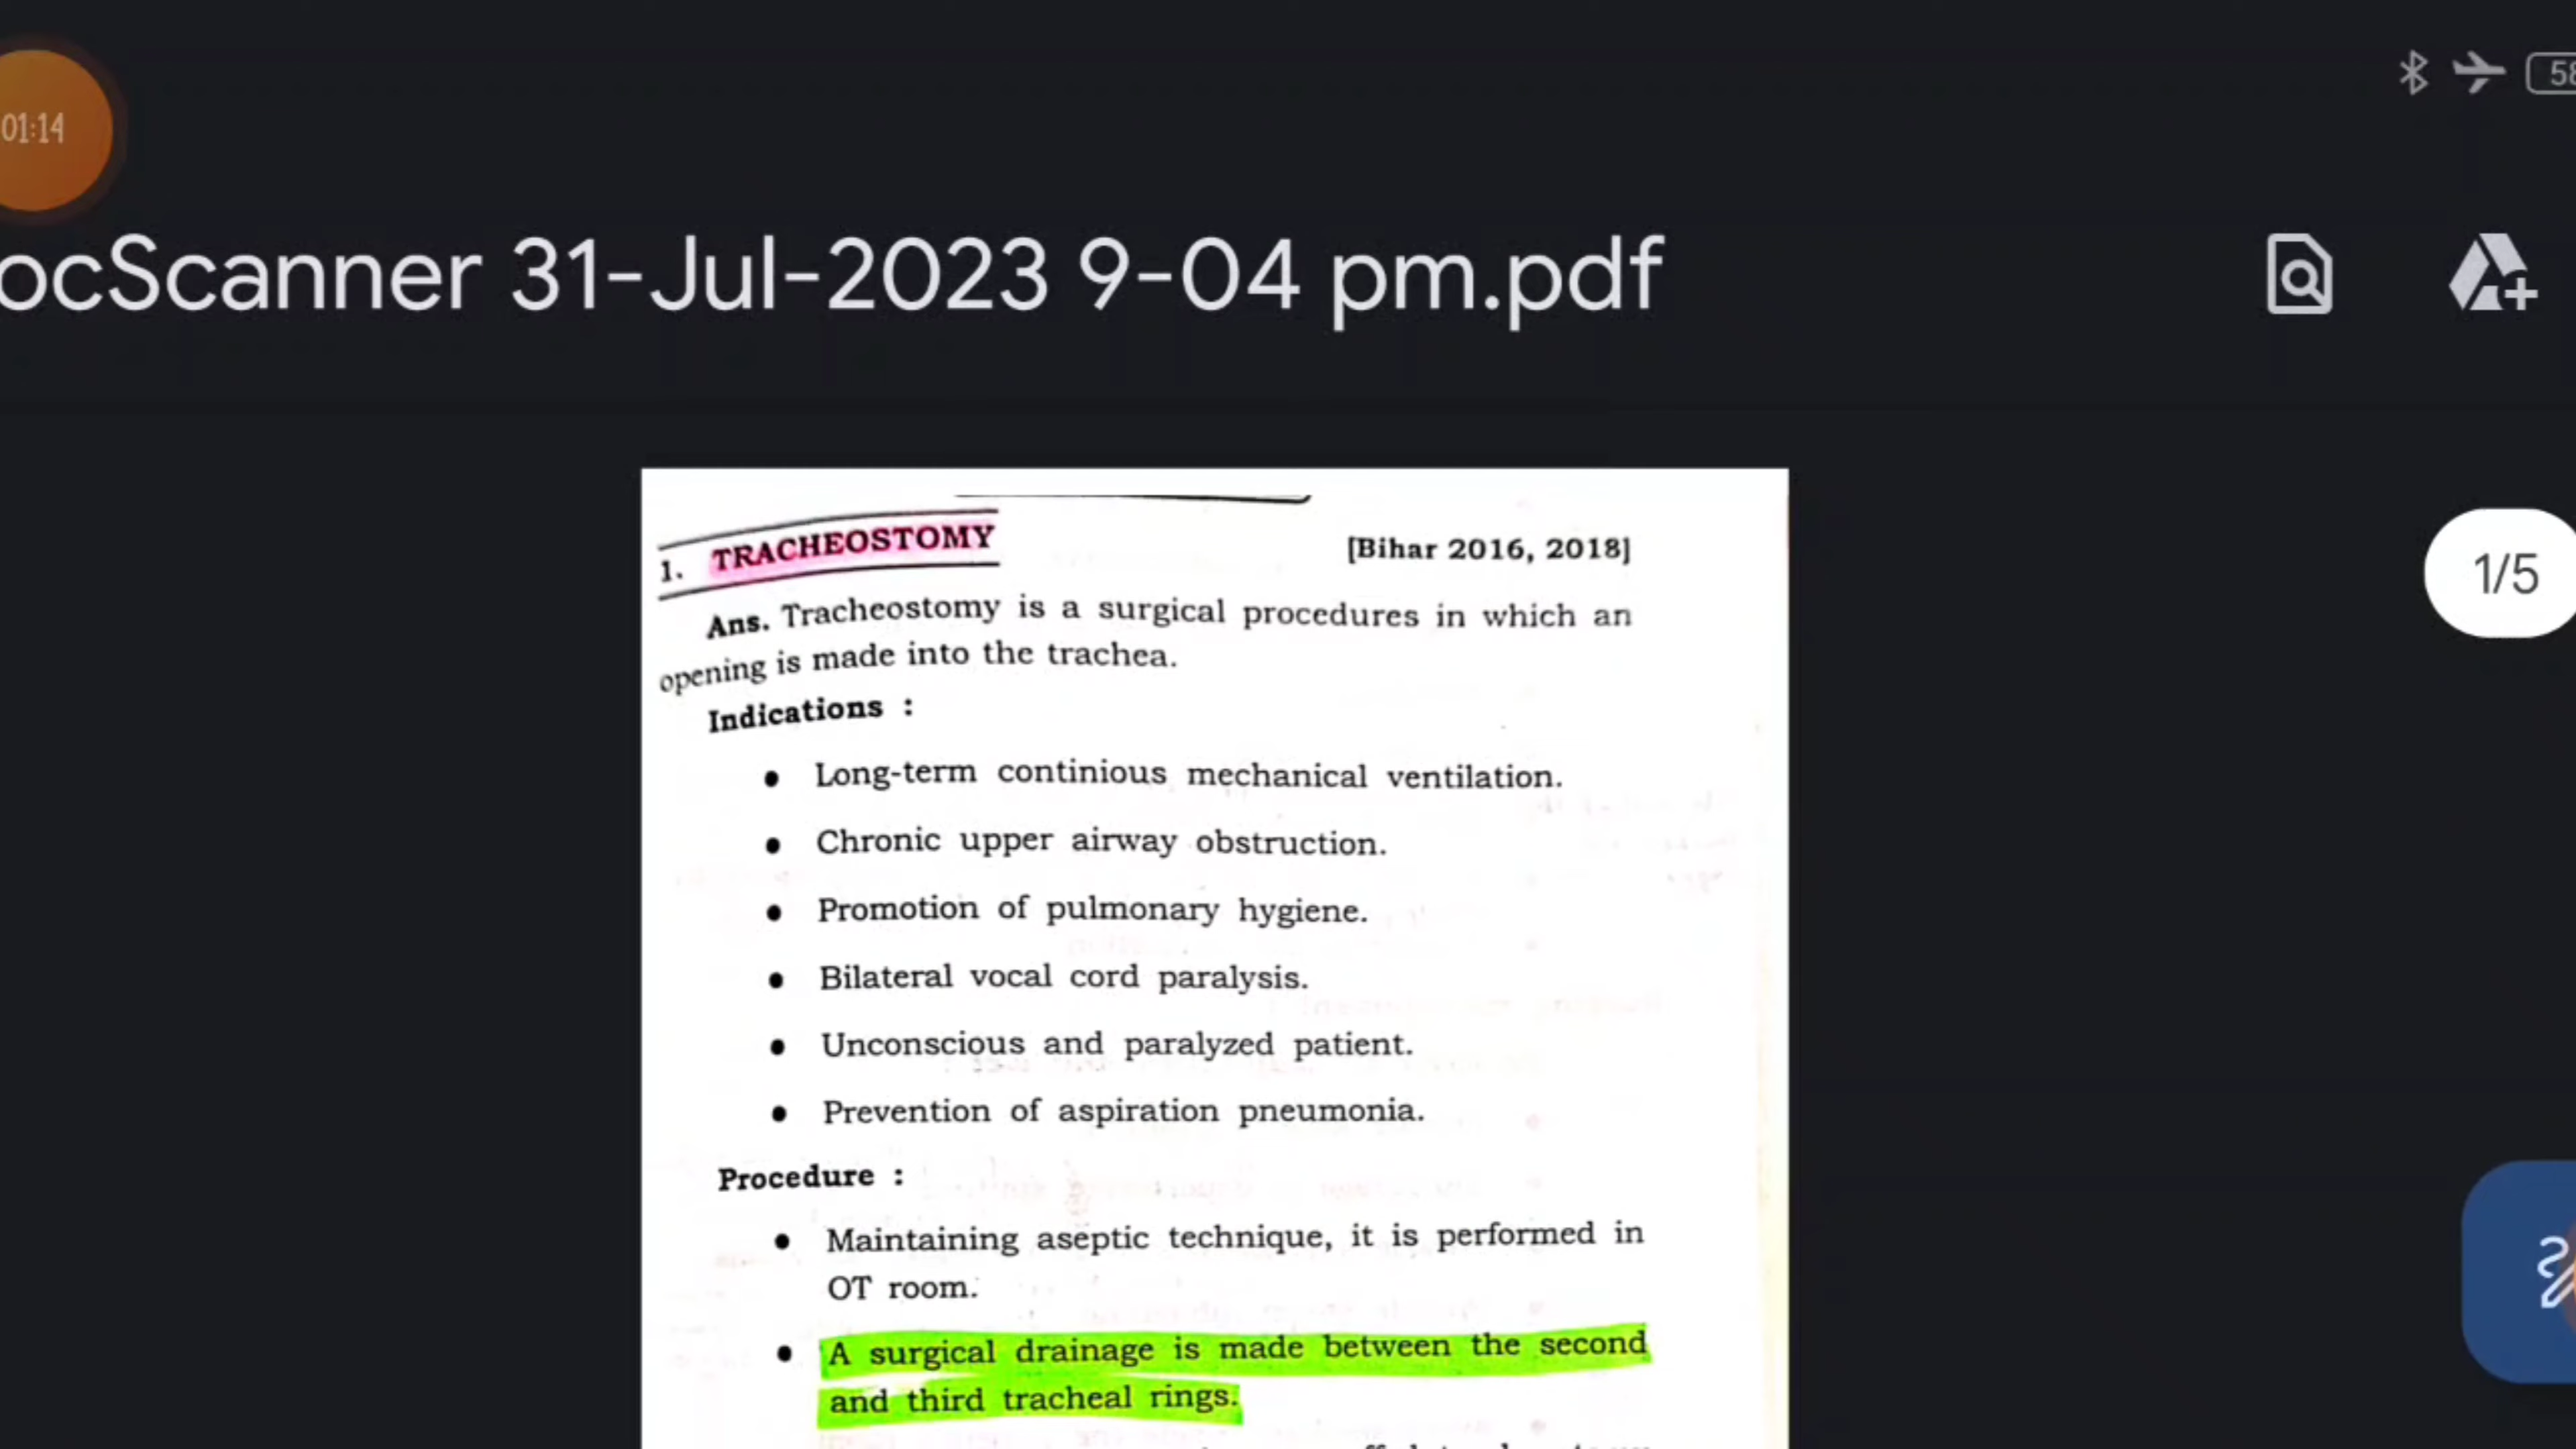 01:14
58
ocScanner 31-Jul-2023 9-04 pm.pdf
1. TRACHEOSTOMY [Bihar 2016, 2018]
1/5
Ans. Tracheostomy is a surgical procedures in which an
opening is made into the trachea.
Indications :
• Long-term continious mechanical ventilation.
• Chronic upper airway obstruction.
• Promotion of pulmonary hygiene.
• Bilateral vocal cord paralysis.
• Unconscious and paralyzed patient.
• Prevention of aspiration pneumonia.
Procedure :
• Maintaining aseptic technique, it is performed in
OT room.
• A surgical drainage is made between the second
and third tracheal rings.